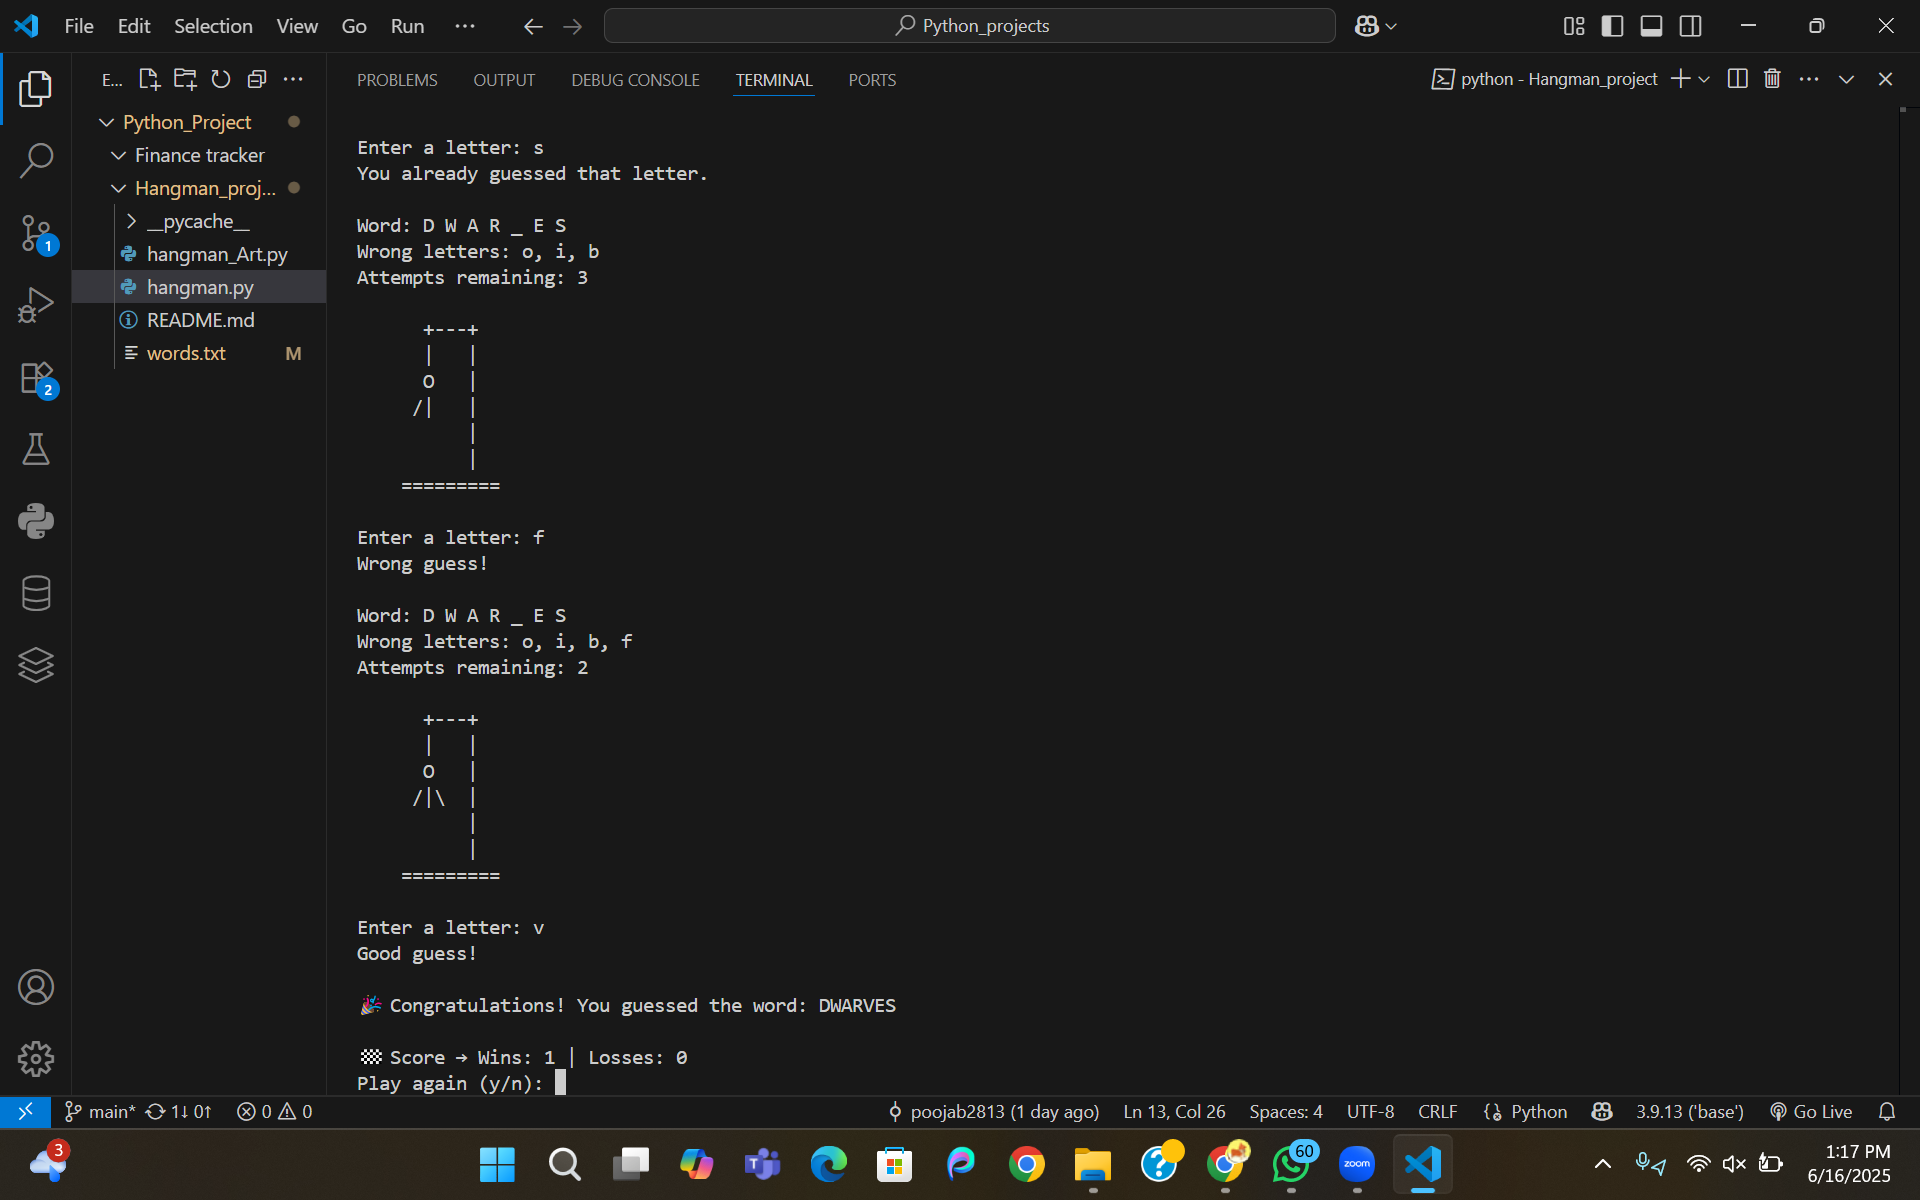 File Edit Selection View Go Run ··· Python_projects
E... ···
Python_Project
Finance tracker
Hangman_proj...
__pycache__
hangman_Art.py
hangman.py
README.md
words.txt M
1
2
PROBLEMS OUTPUT DEBUG CONSOLE TERMINAL PORTS python - Hangman_project ···
Enter a letter: s
You already guessed that letter.
Word: D W A R _ E S
Wrong letters: o, i, b
Attempts remaining: 3
+---+
|   |
O   |
/|   |
|
|
=========
Enter a letter: f
Wrong guess!
Word: D W A R _ E S
Wrong letters: o, i, b, f
Attempts remaining: 2
+---+
|   |
O   |
/|\  |
|
|
=========
Enter a letter: v
Good guess!
🎉 Congratulations! You guessed the word: DWARVES
🏁 Score → Wins: 1 | Losses: 0
Play again (y/n):
main* 1↓ 0↑ 0 0 poojab2813 (1 day ago) Ln 13, Col 26 Spaces: 4 UTF-8 CRLF Python 3.9.13 ('base') Go Live
3 60 zoom 1:17 PM
6/16/2025